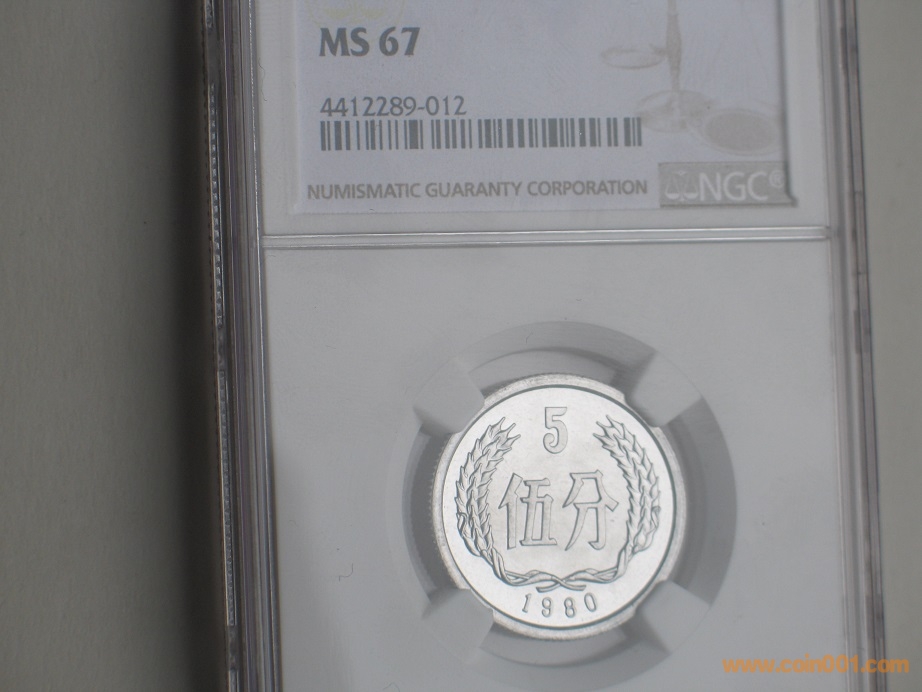 MS 67
4412289-012
NUMISMATIC GUARANTY CORPORATION
NGC®
5
伍分
1980
www.coin001.com